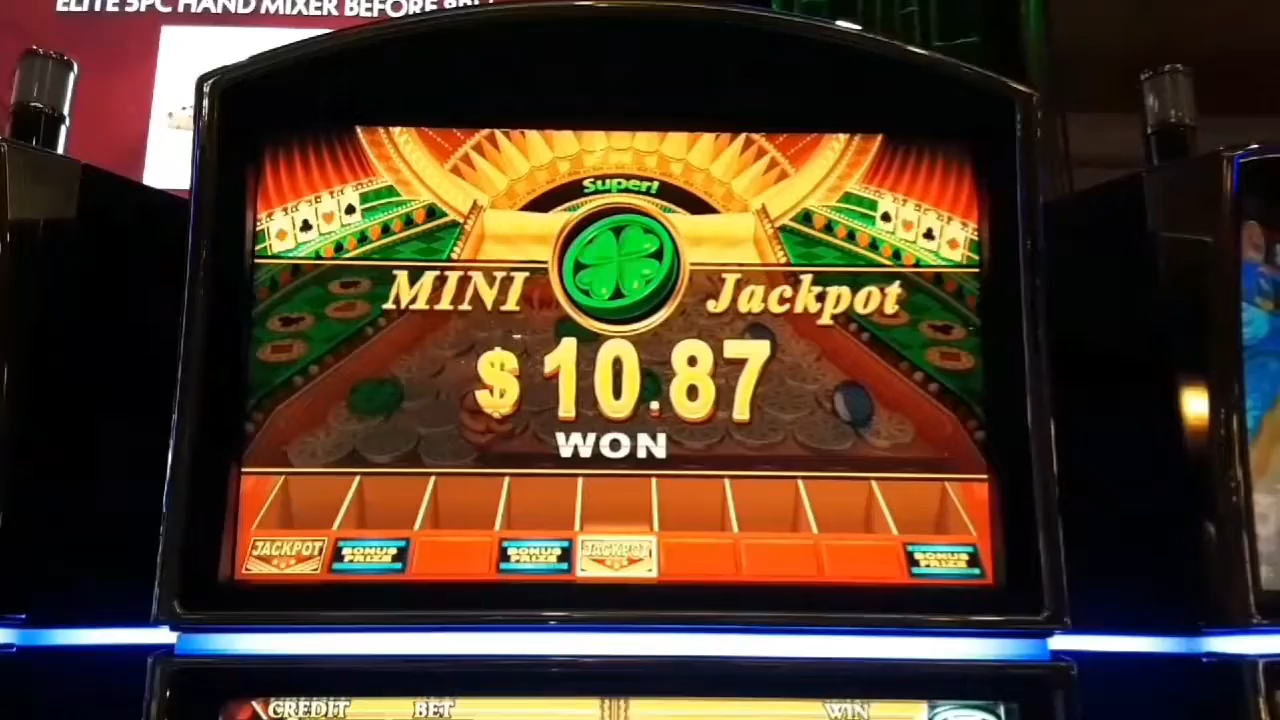 ELITE 5PC HAND MIXER BEFORE
Super!
MINI Jackpot
$10.87
WON
JACKPOT BONUS PRIZE BONUS PRIZE JACKPOT BONUS PRIZE
CREDIT BET WIN